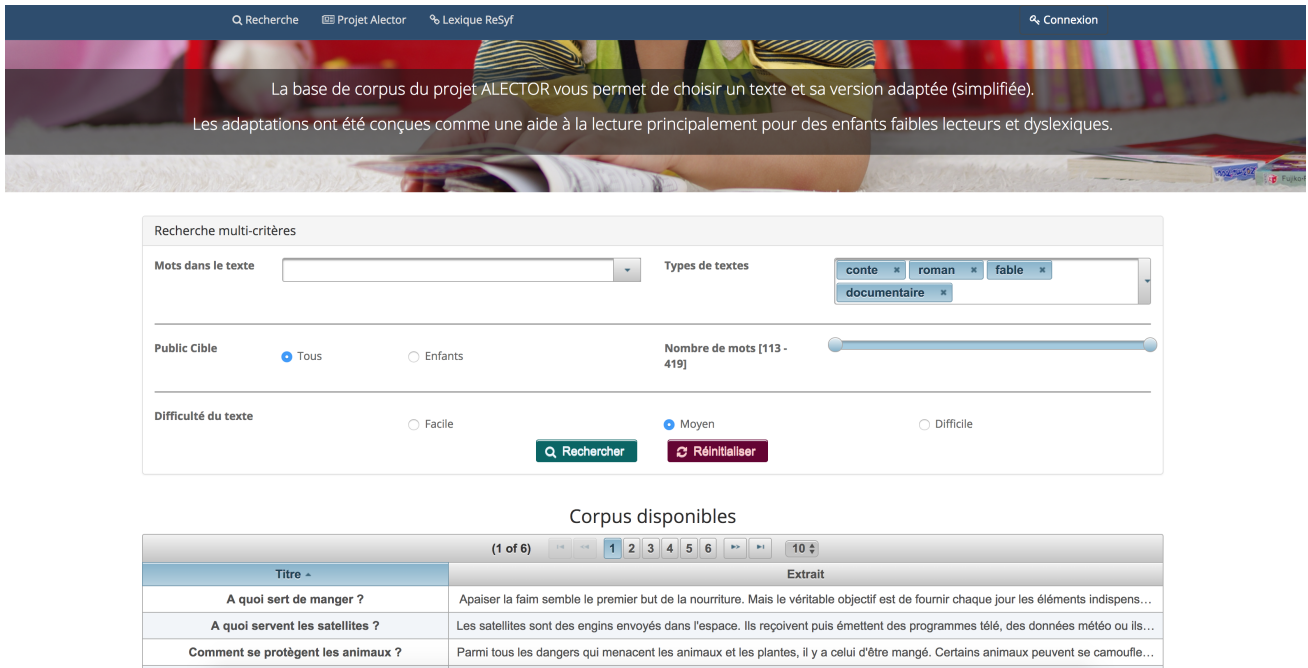 Recherche Projet Alector Lexique ReSyf Connexion
La base de corpus du projet ALECTOR vous permet de choisir un texte et sa version adaptée (simplifiée).
Les adaptations ont été conçues comme une aide à la lecture principalement pour des enfants faibles lecteurs et dyslexiques.
Recherche multi-critères
Mots dans le texte Types de textes conte × roman × fable ×
documentaire ×
Public Cible Tous Enfants Nombre de mots [113 -
419]
Difficulté du texte Facile Moyen Difficile
Rechercher Réinitialiser
Corpus disponibles
(1 of 6) 1 2 3 4 5 6 10
Titre Extrait
A quoi sert de manger ? Apaiser la faim semble le premier but de la nourriture. Mais le véritable objectif est de fournir chaque jour les éléments indispens…
A quoi servent les satellites ? Les satellites sont des engins envoyés dans l'espace. Ils reçoivent puis émettent des programmes télé, des données météo ou ils…
Comment se protègent les animaux ? Parmi tous les dangers qui menacent les animaux et les plantes, il y a celui d'être mangé. Certains animaux peuvent se camoufle…